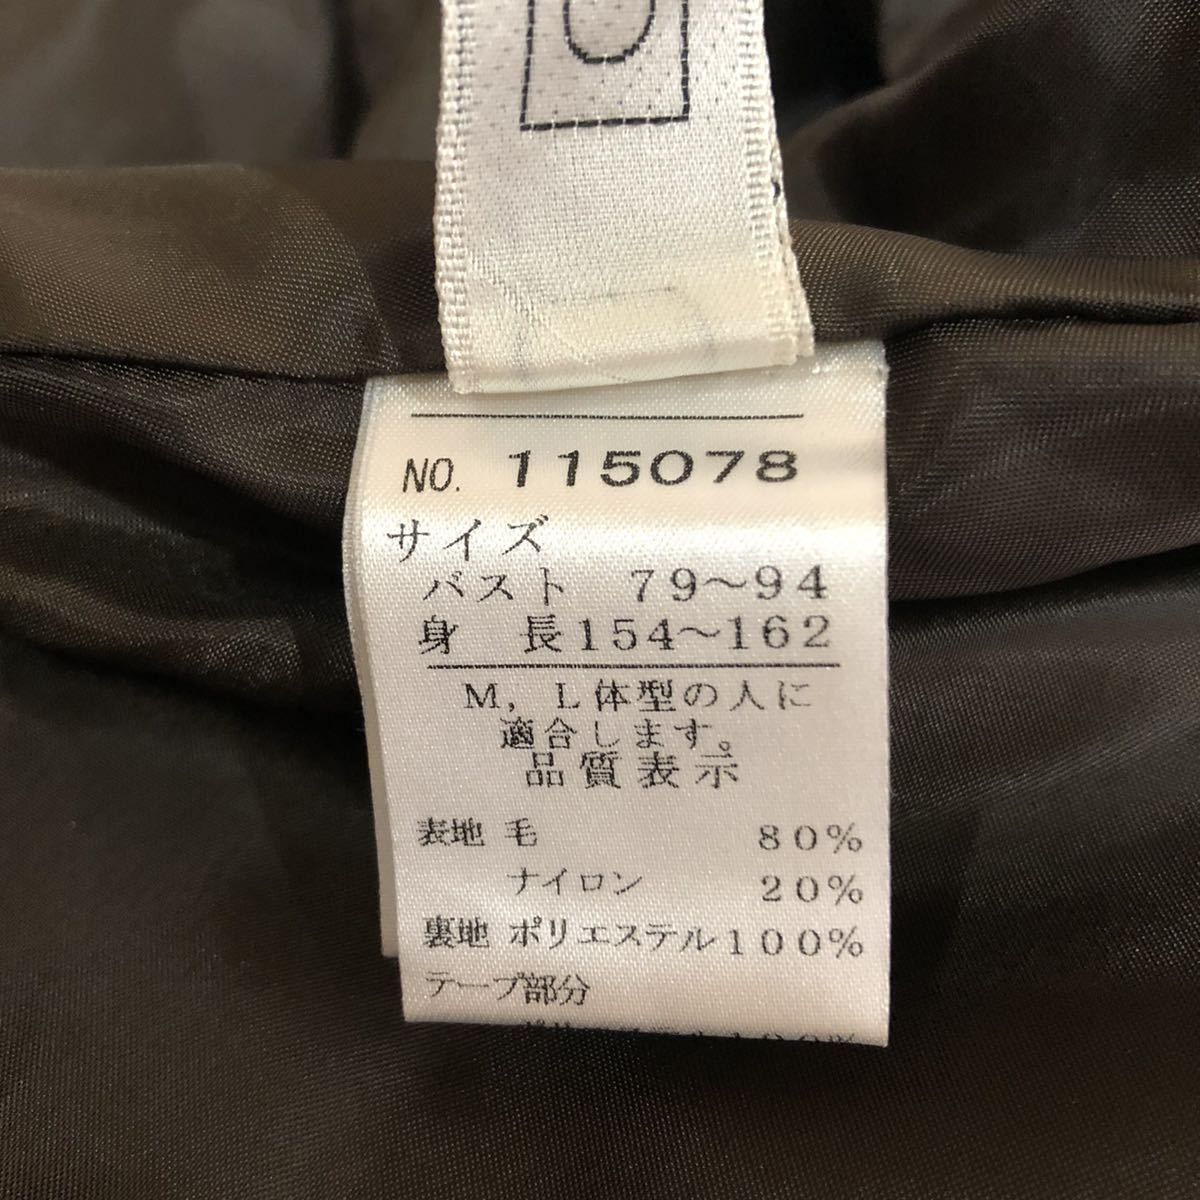 NO. 115078
サイズ
バスト 79～94
身 長154～162
M, L体型の人に
適合します。
品質表示
表地 毛 80%
ナイロン 20%
裏地 ポリエステル100%
テープ部分